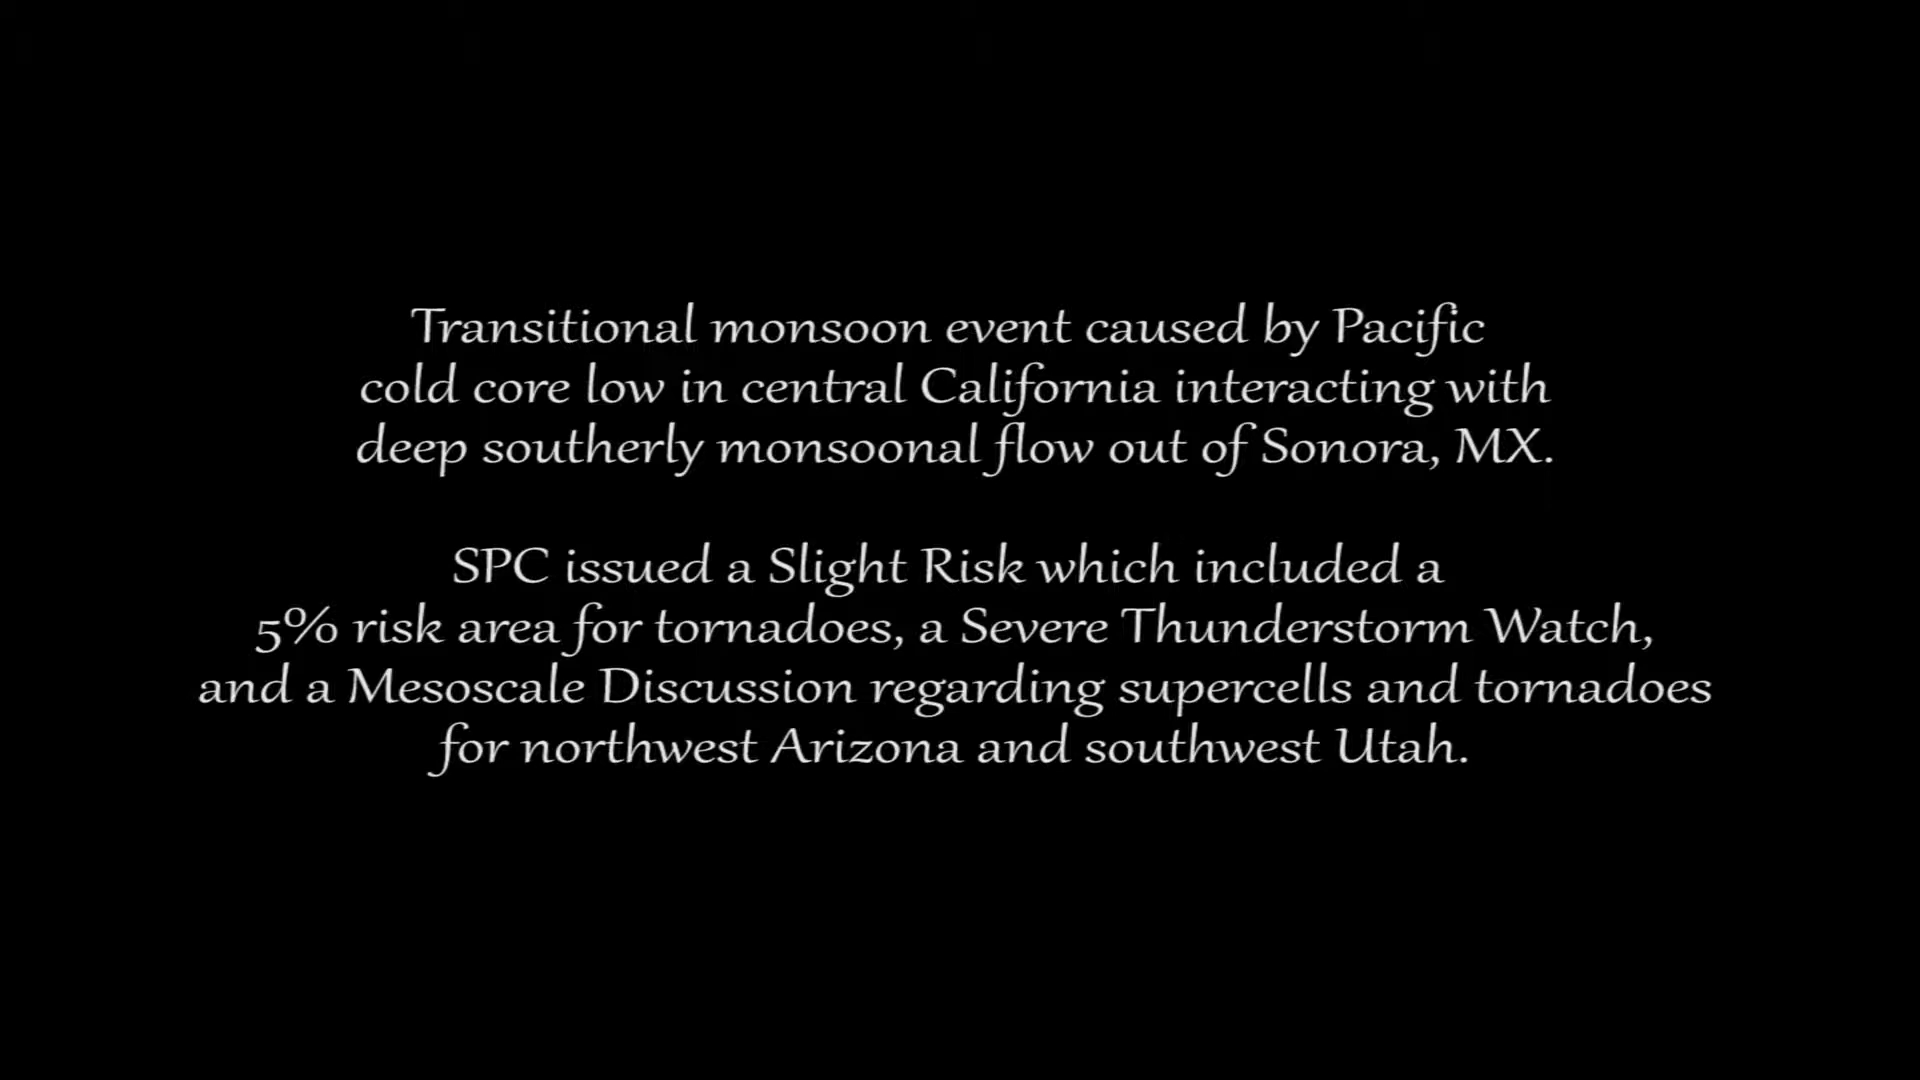 Transitional monsoon event caused by Pacific
cold core low in central California interacting with
deep southerly monsoonal flow out of Sonora, MX.
SPC issued a Slight Risk which included a
5% risk area for tornadoes, a Severe Thunderstorm Watch,
and a Mesoscale Discussion regarding supercells and tornadoes
for northwest Arizona and southwest Utah.